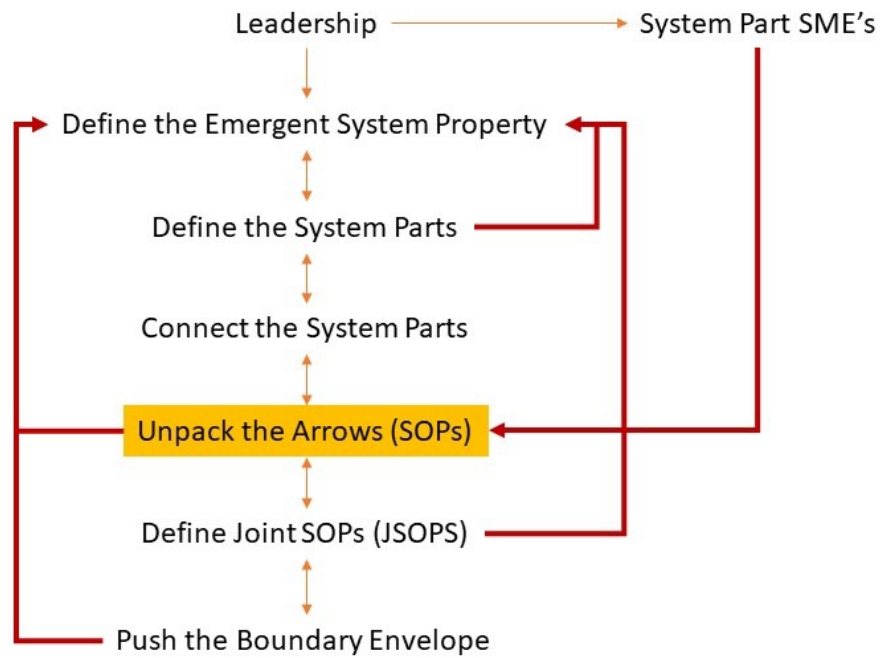 Leadership
System Part SME's
Define the Emergent System Property
Define the System Parts
Connect the System Parts
Unpack the Arrows (SOPs)
Define Joint SOPs (JSOPS)
Push the Boundary Envelope